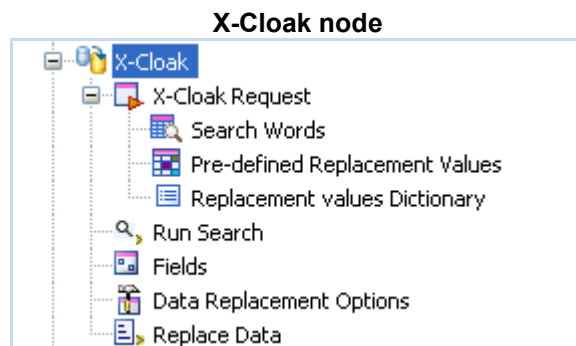 X-Cloak node
X-Cloak
X-Cloak Request
Search Words
Pre-defined Replacement Values
Replacement values Dictionary
Run Search
Fields
Data Replacement Options
Replace Data